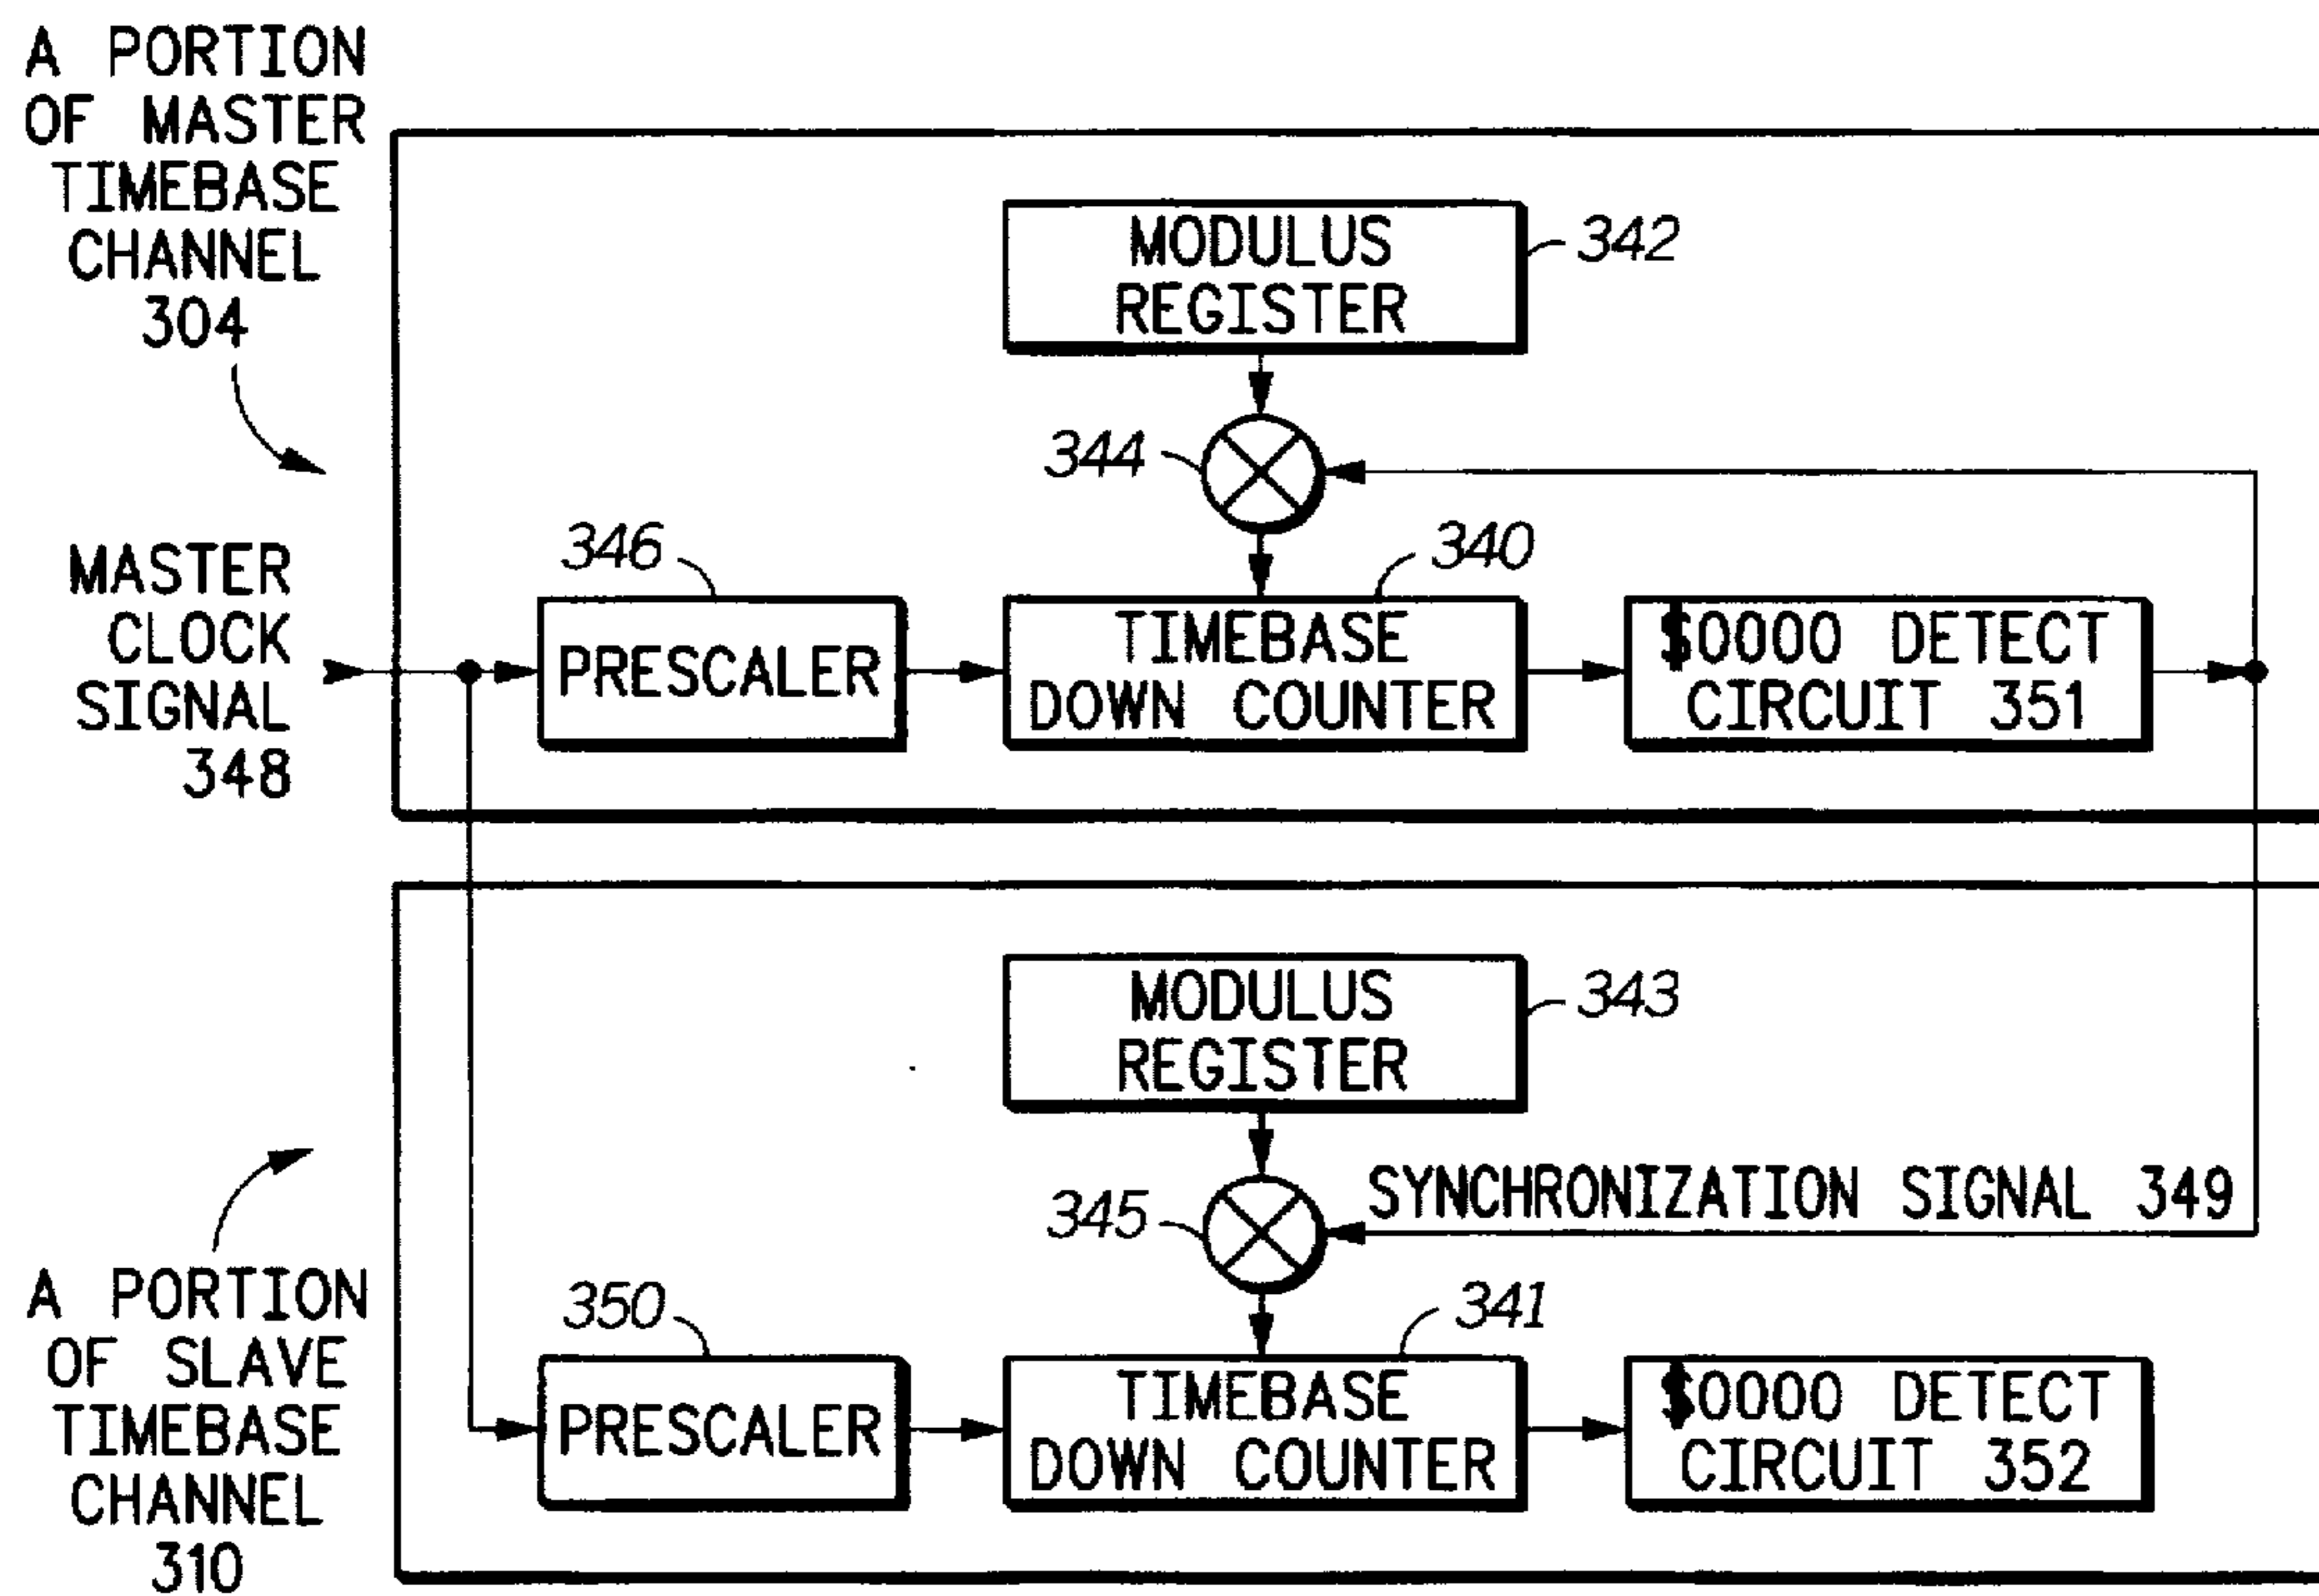 A PORTION
OF MASTER
TIMEBASE
CHANNEL
304
MODULUS
REGISTER
342
344
346
340
MASTER
CLOCK
SIGNAL
348
PRESCALER
TIMEBASE
DOWN COUNTER
$0000 DETECT
CIRCUIT 351
MODULUS
REGISTER
343
345
SYNCHRONIZATION SIGNAL 349
A PORTION
OF SLAVE
TIMEBASE
CHANNEL
310
350
341
PRESCALER
TIMEBASE
DOWN COUNTER
$0000 DETECT
CIRCUIT 352